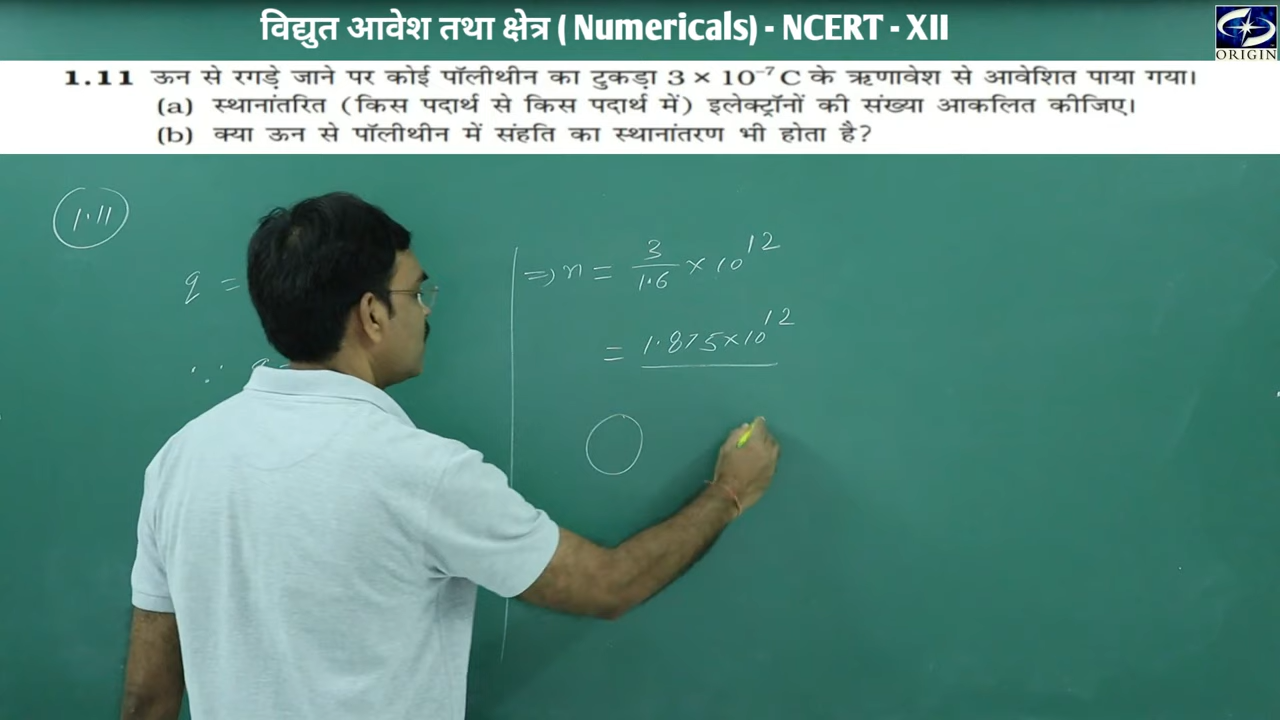 विद्युत आवेश तथा क्षेत्र ( Numericals) - NCERT - XII
ORIGIN
1.11 ऊन से रगड़े जाने पर कोई पॉलीथीन का टुकड़ा 3 × 10⁻⁷C के ऋणावेश से आवेशित पाया गया।
(a) स्थानांतरित (किस पदार्थ से किस पदार्थ में) इलेक्ट्रॉनों की संख्या आकलित कीजिए।
(b) क्या ऊन से पॉलीथीन में संहति का स्थानांतरण भी होता है?
1.11
q =
∵
=> n = 3/1.6 × 10¹²
= 1.875×10¹²